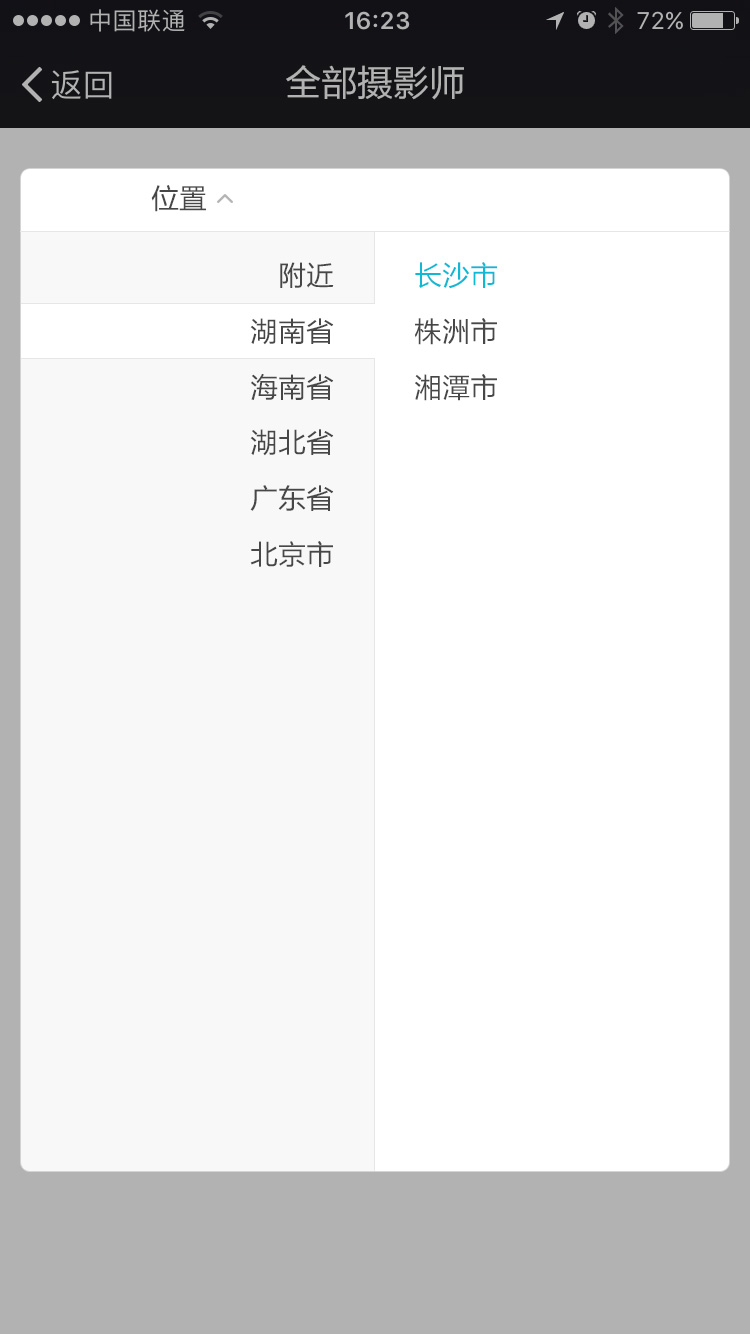 中国联通 16:23 72%
返回 全部摄影师
位置
附近
湖南省
海南省
湖北省
广东省
北京市
长沙市
株洲市
湘潭市